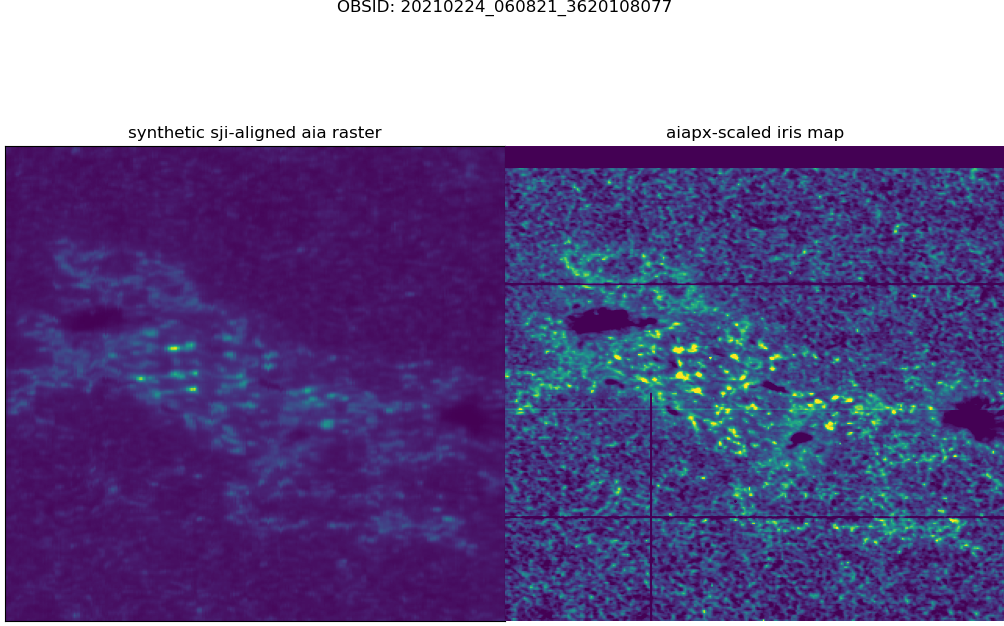 OBSID: 20210224_060821_3620108077
synthetic sji-aligned aia raster
aiapx-scaled iris map